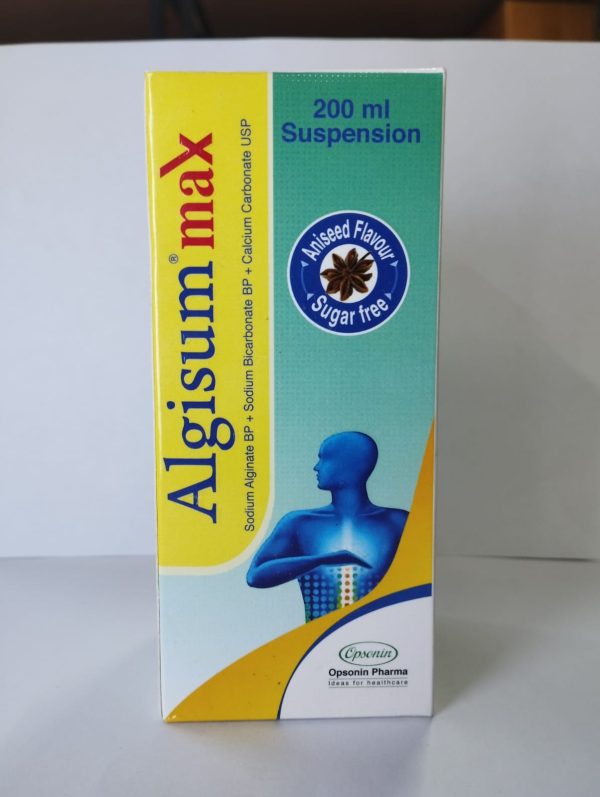 Algisum® max
Sodium Alginate BP + Sodium Bicarbonate BP + Calcium Carbonate USP
200 ml
Suspension
Aniseed Flavour
Sugar free
Opsonin
Opsonin Pharma
Ideas for healthcare